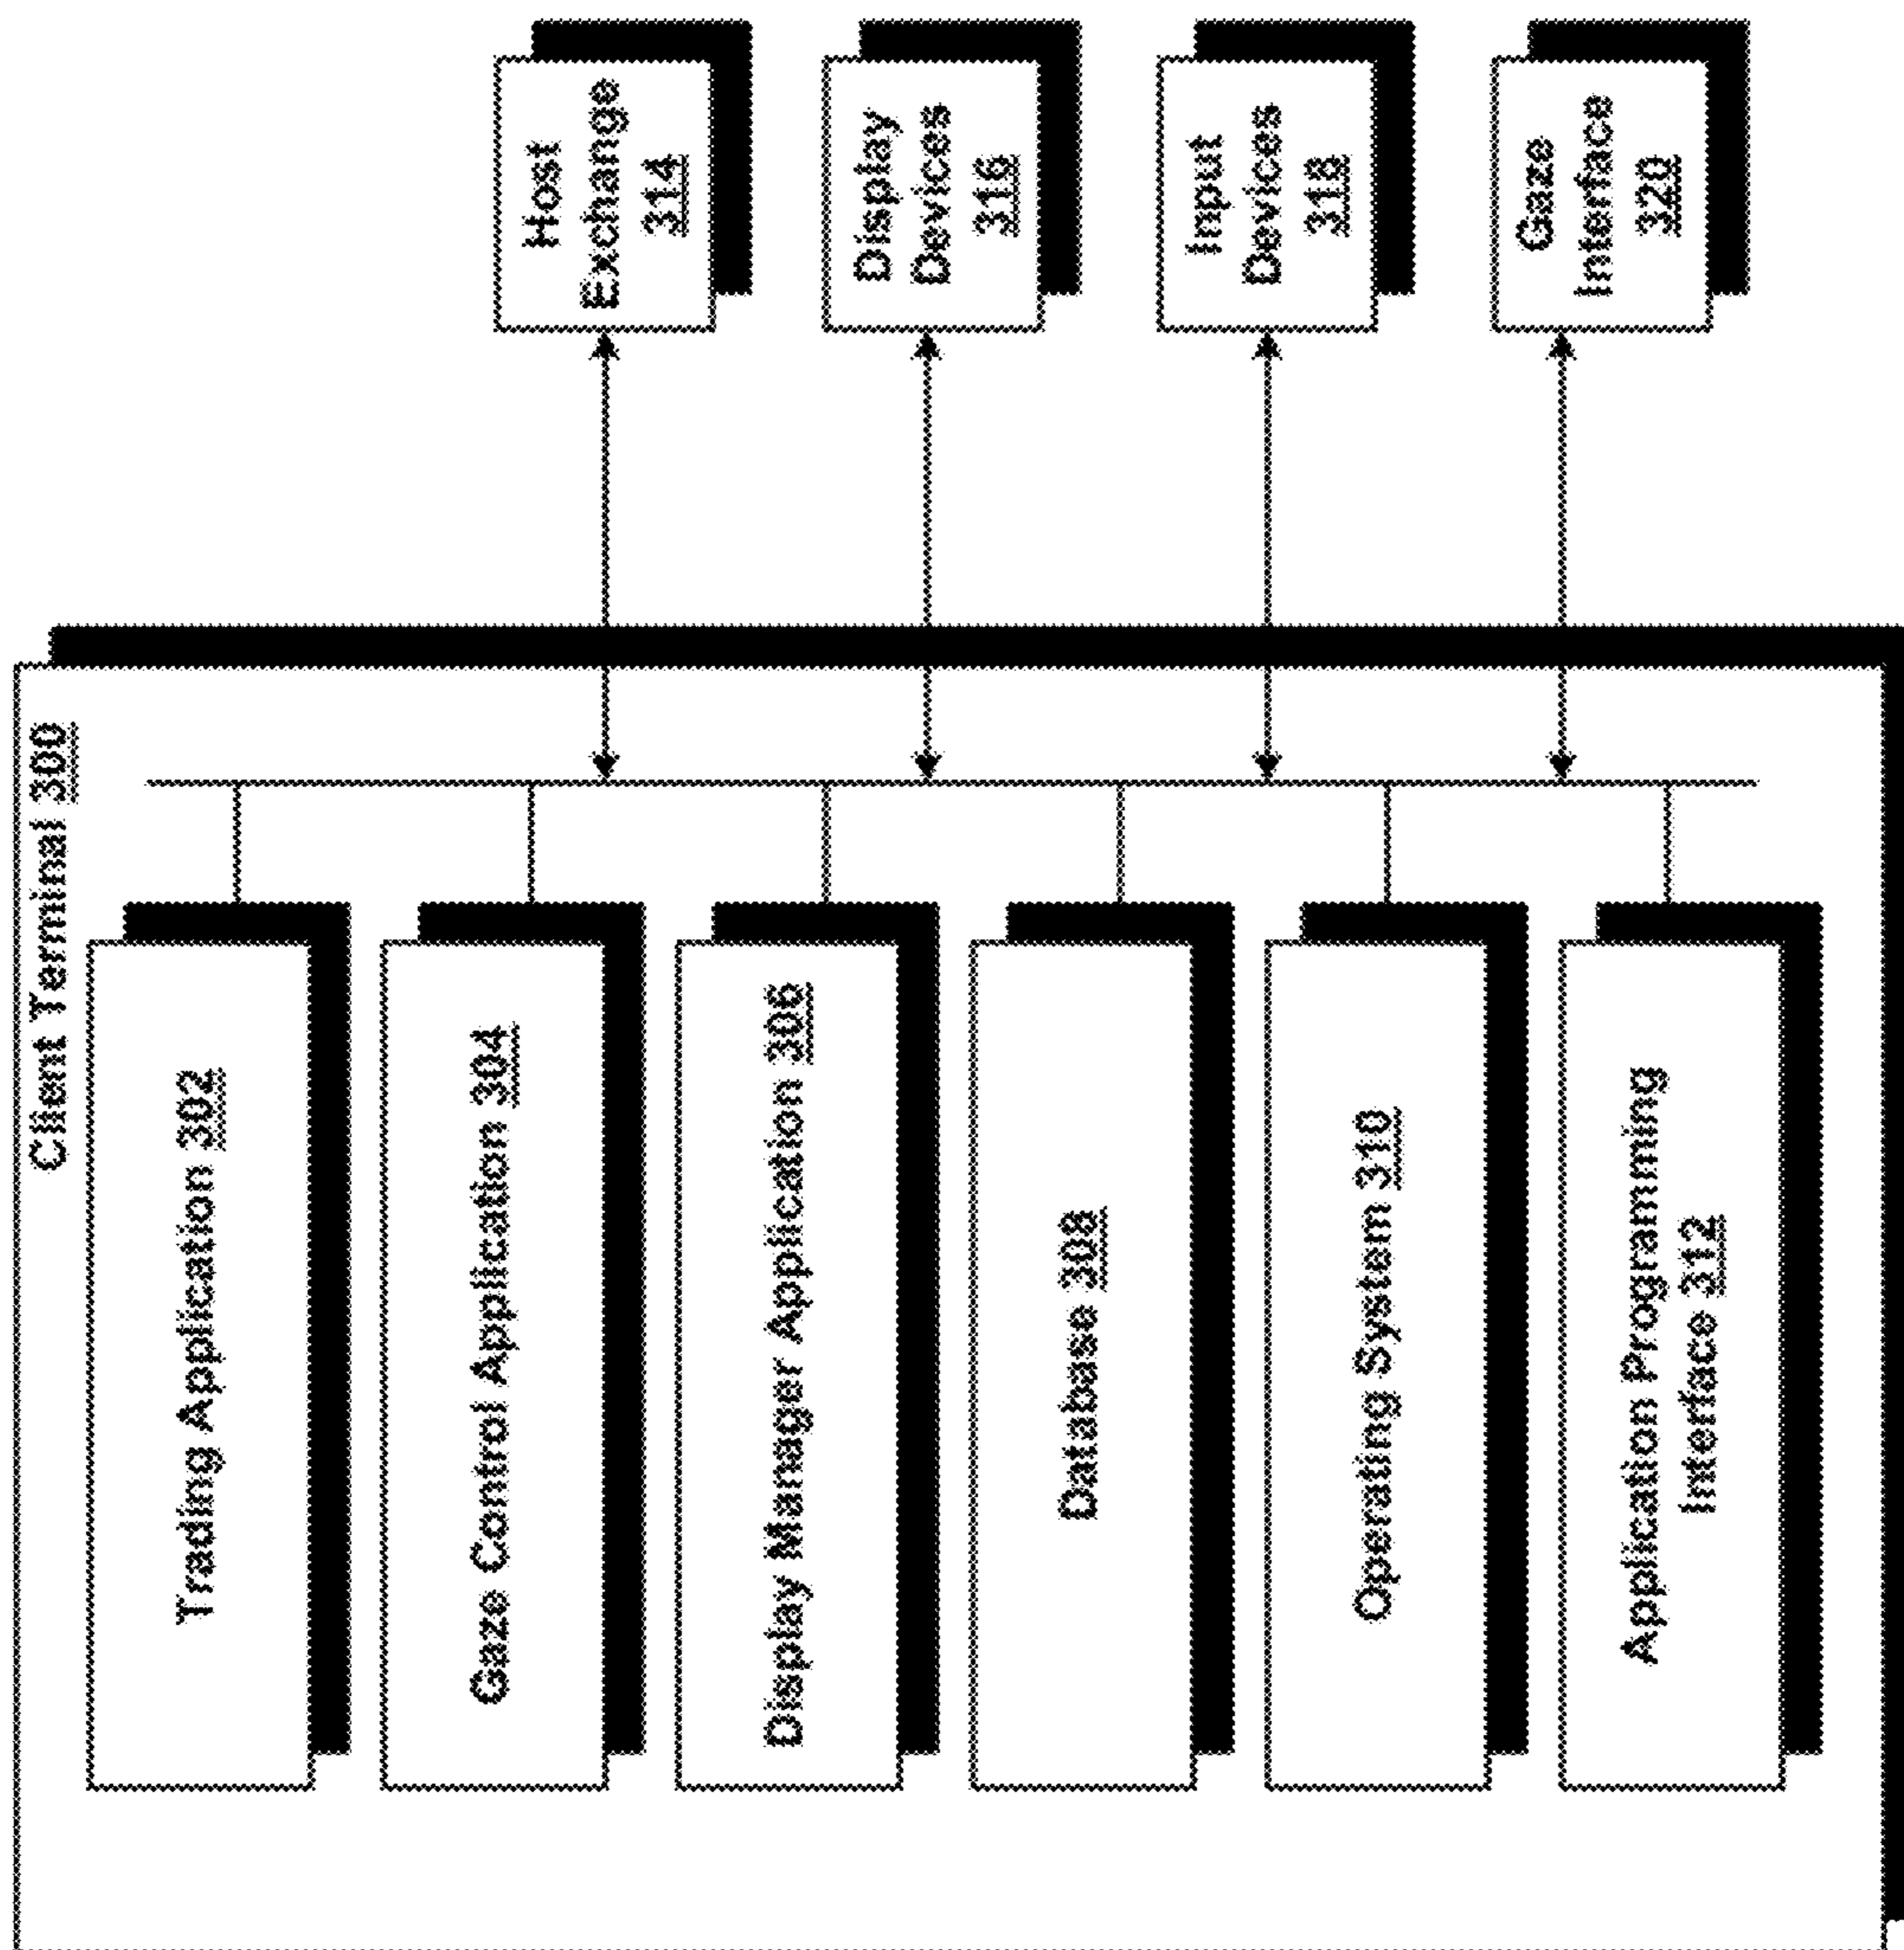 Client Terminal 300
Trading Application 302
Gaze Control Application 304
Display Manager Application 306
Database 308
Operating System 310
Application Programming
Interface 312
Host
Exchange
314
Display
Devices
316
Input
Devices
318
Gaze
Interface
320